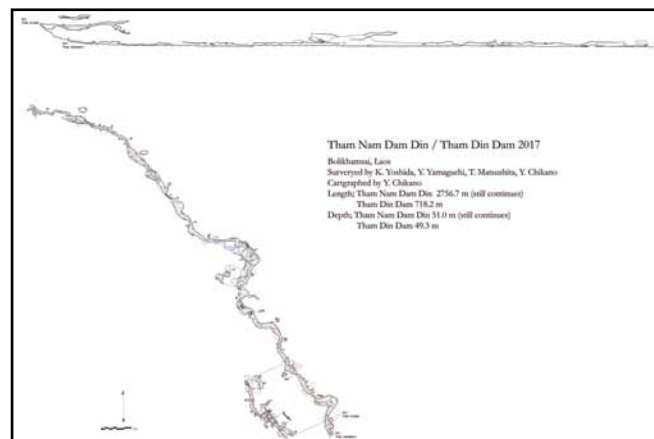 Tham Nam Dam Din / Tham Din Dam 2017
Bolikhamsai, Laos
Surveryed by K. Yoshida, Y. Yamaguchi, T. Matsushita, Y. Chikano
Cartgraphed by Y. Chikano
Length; Tham Nam Dam Din 2756.7 m (still continues)
Tham Din Dam 718.2 m
Depth; Tham Nam Dam Din 51.0 m (still continues)
Tham Din Dam 49.3 m